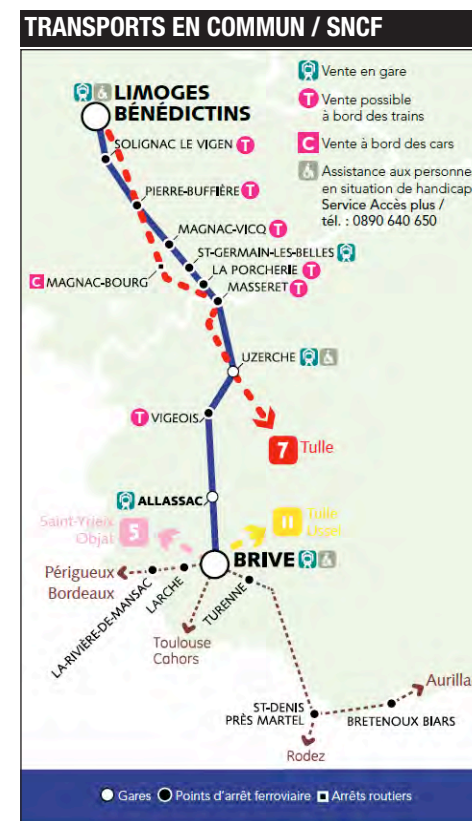 TRANSPORTS EN COMMUN / SNCF
Vente en gare
T Vente possible
à bord des trains
C Vente à bord des cars
Assistance aux personne
en situation de handicap
Service Accès plus /
tél. : 0890 640 650
LIMOGES
BÉNÉDICTINS
SOLIGNAC LE VIGEN T
PIERRE-BUFFIÈRE T
MAGNAC-VICQ T
ST-GERMAIN-LES-BELLES
LA PORCHERIE T
C MAGNAC-BOURG
MASSERET T
UZERCHE
T VIGEOIS
7 Tulle
ALLASSAC
Saint-Yrieix
Objat 5
11 Tulle
Ussel
BRIVE
Périgueux
Bordeaux
LA-RIVIÈRE-DE-MANSAC
LARCHE
TURENNE
Toulouse
Cahors
Aurilla
ST-DENIS
PRÈS MARTEL
BRETENOUX BIARS
Rodez
Gares Points d'arrêt ferroviaire Arrêts routiers